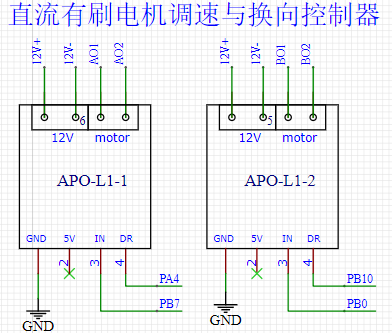 直流有刷电机调速与换向控制器
12V+ 12V- AO1 AO2 12V+ 12V- BO1 BO2
6 5
12V motor 12V motor
APO-L1-1 APO-L1-2
GND 5V IN DR GND 5V IN DR
2 3 4 2 3 4
PA4 PB10
PB7 PB0
GND GND